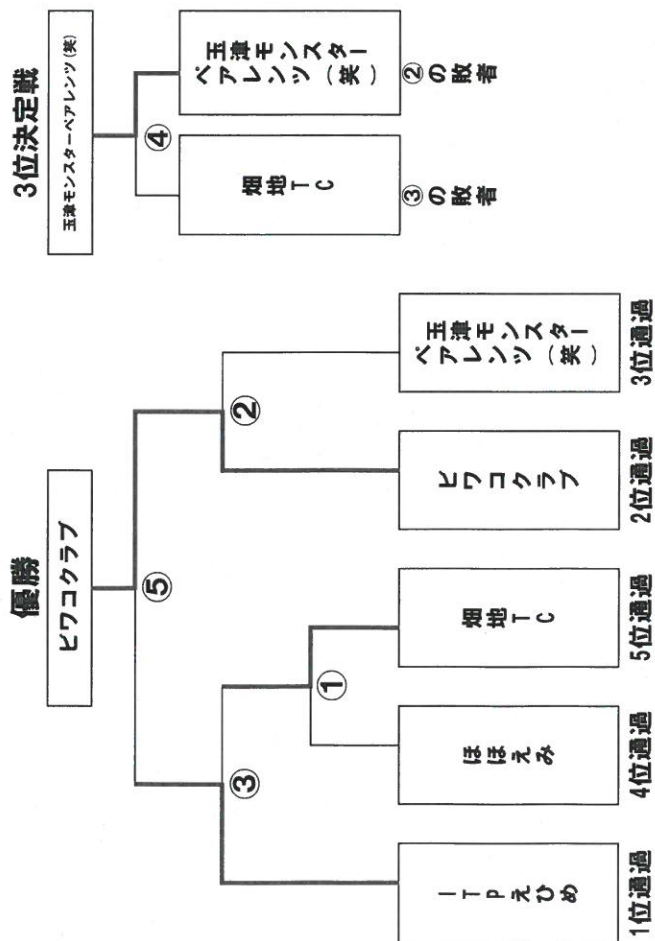 優勝
ビワコクラブ
⑤
③
②
①
ITPえひめ
ほほえみ
畑地TC
ビワコクラブ
玉津モンスター
ペアレンツ(笑)
1位通過
4位通過
5位通過
2位通過
3位通過
3位決定戦
玉津モンスターペアレンツ(笑)
④
畑地TC
玉津モンスター
ペアレンツ(笑)
③の敗者
②の敗者